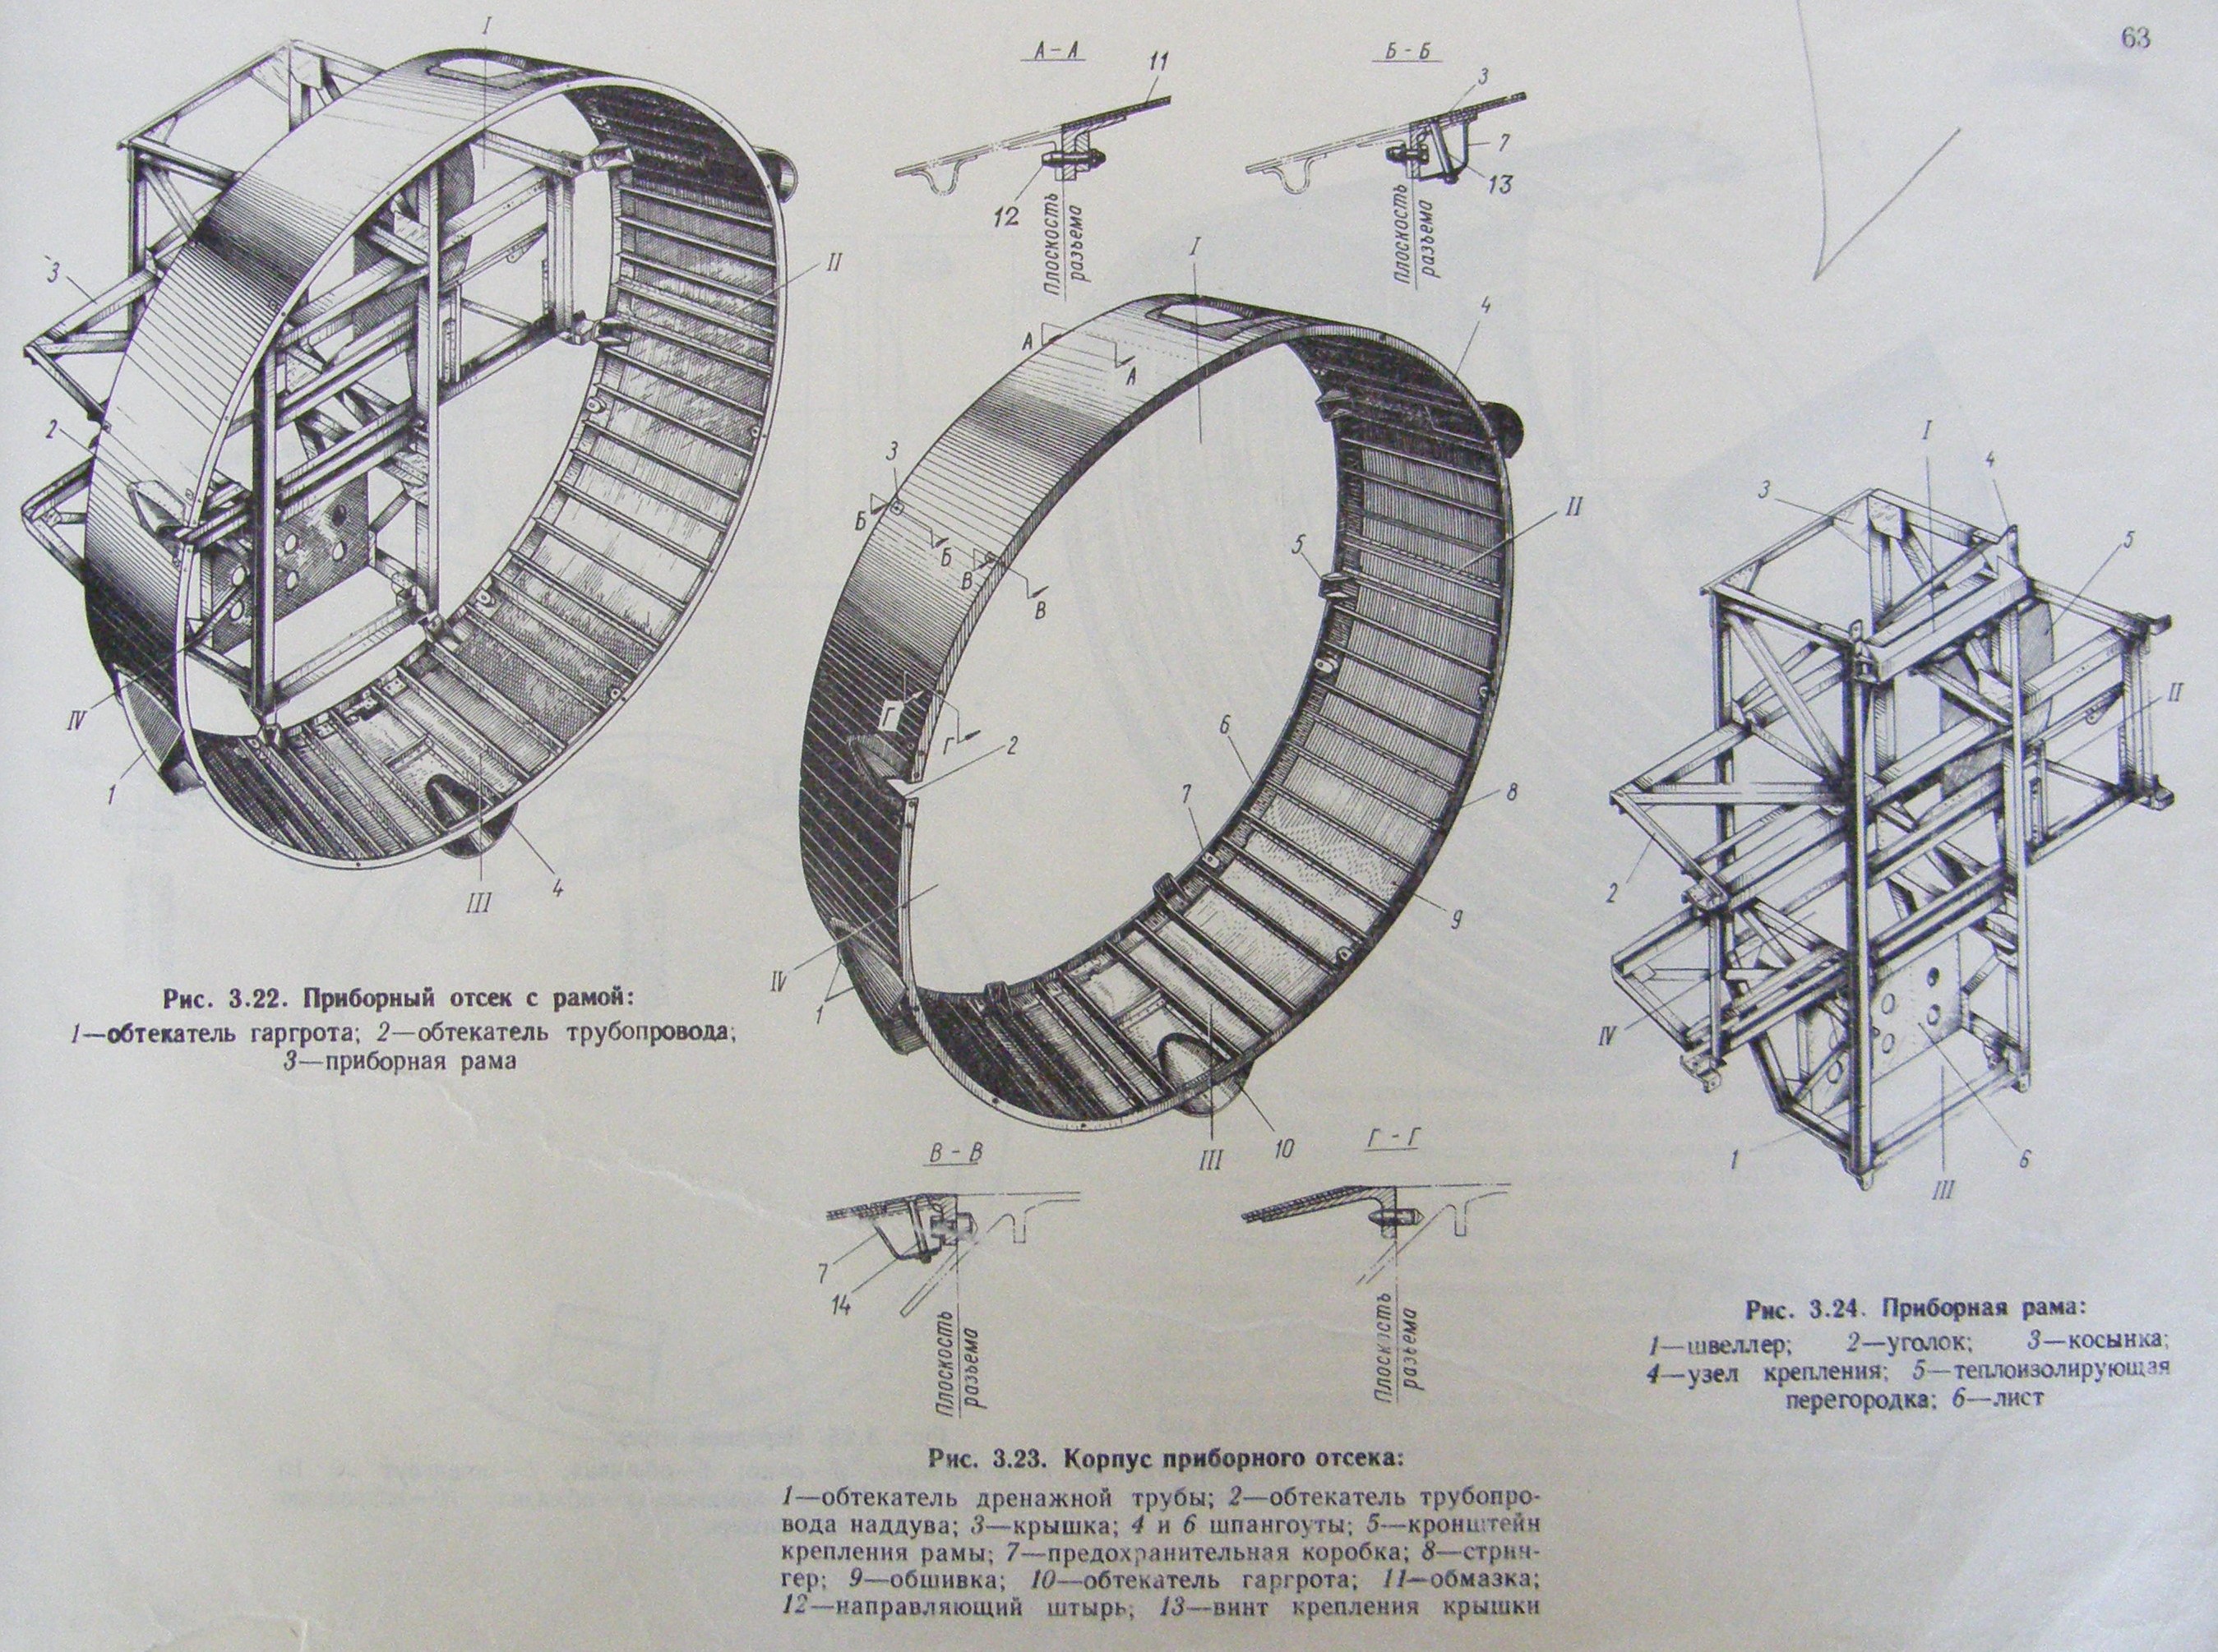 63
I
3
II
2
IV
1
III
4
Рис. 3.22. Приборный отсек с рамой:
1—обтекатель гаргрота; 2—обтекатель трубопровода;
3—приборная рама
А-А
11
12
Плоскость
разъема
Б-Б
3
7
13
Плоскость
разъема
I
4
А
А
3
Б
Б
В
В
5
II
Г
Г
2
6
7
8
9
IV
1
III
10
В-В
7
14
Плоскость
разъема
Г-Г
Плоскость
разъема
Рис. 3.23. Корпус приборного отсека:
1—обтекатель дренажной трубы; 2—обтекатель трубопро-
вода наддува; 3—крышка; 4 и 6 шпангоуты; 5—кронштейн
крепления рамы; 7—предохранительная коробка; 8—стрин-
гер; 9—обшивка; 10—обтекатель гаргрота; 11—обмазка;
12—направляющий штырь; 13—винт крепления крышки
I
4
3
5
II
2
IV
1
III
6
Рис. 3.24. Приборная рама:
1—швеллер; 2—уголок; 3—косынка;
4—узел крепления; 5—теплоизолирующая
перегородка; 6—лист